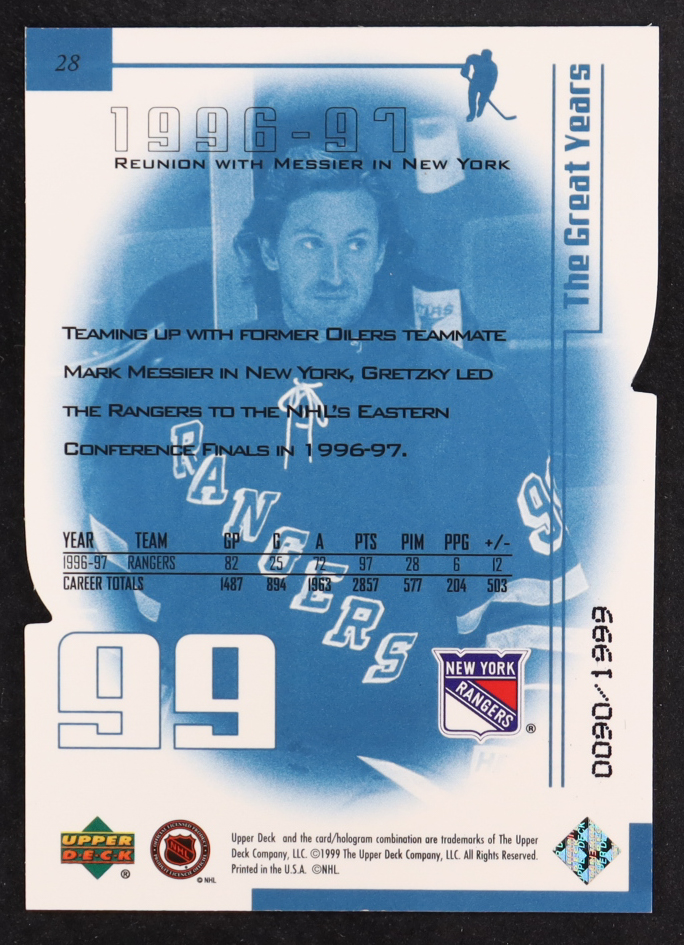 28
1996-97
REUNION WITH MESSIER IN NEW YORK
The Great Years
TEAMING UP WITH FORMER OILERS TEAMMATE
MARK MESSIER IN NEW YORK, GRETZKY LED
THE RANGERS TO THE NHL'S EASTERN
CONFERENCE FINALS IN 1996-97.
RANGERS
9
YEAR TEAM GP G A PTS PIM PPG +/-
1996-97 RANGERS 82 25 72 97 28 6 12
CAREER TOTALS 1487 894 1963 2857 577 204 503
99
NEW YORK
RANGERS
®
0090/1999
UPPER
DECK
®
NHL
© NHL
Upper Deck and the card/hologram combination are trademarks of The Upper
Deck Company, LLC. ©1999 The Upper Deck Company, LLC. All Rights Reserved.
Printed in the U.S.A. ©NHL.